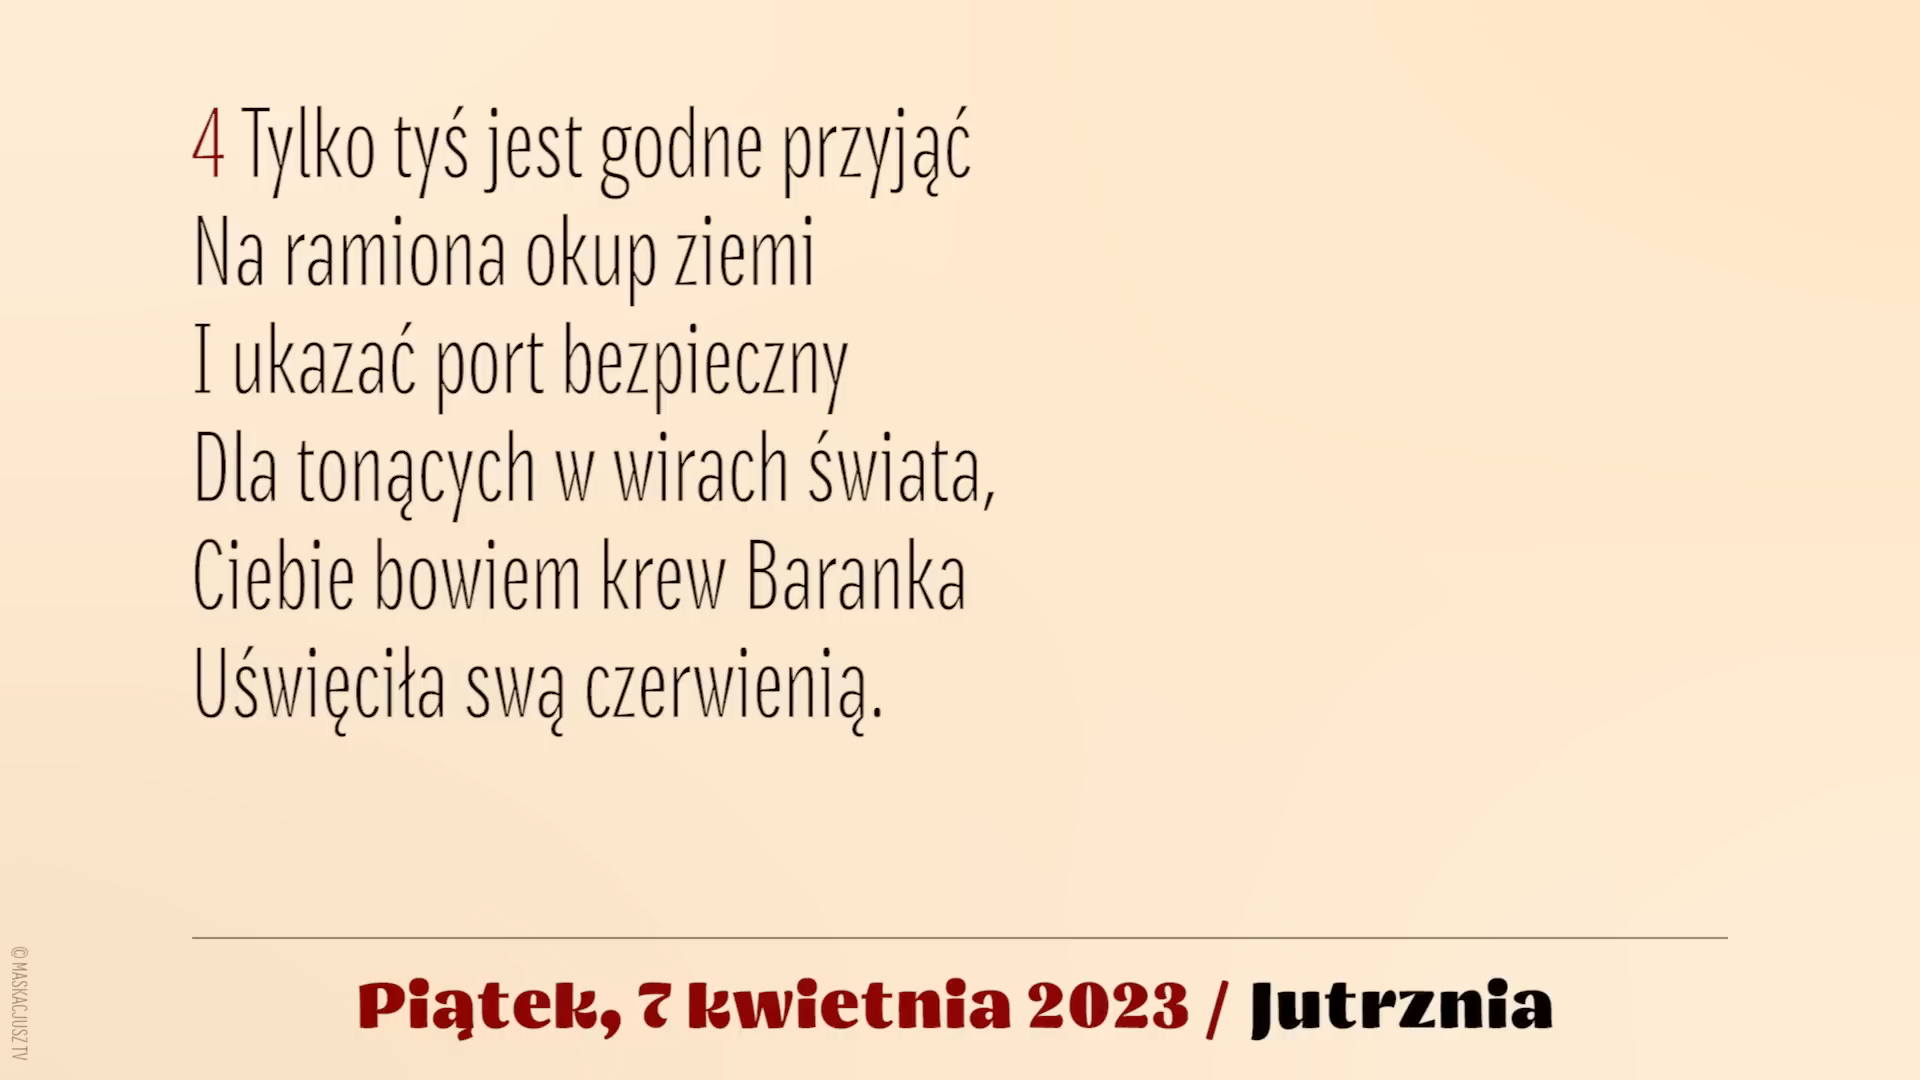 4 Tylko tyś jest godne przyjąć
Na ramiona okup ziemi
I ukazać port bezpieczny
Dla tonących w wirach świata,
Ciebie bowiem krew Baranka
Uświęciła swą czerwienią.
Piątek, 7 kwietnia 2023 / Jutrznia
© MASKACJUSZ TV